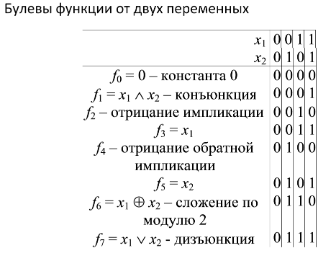 Булевы функции от двух переменных
x₁ 0 0 1 1
x₂ 0 1 0 1
f₀ = 0 – константа 0 0 0 0 0
f₁ = x₁ ∧ x₂ – конъюнкция 0 0 0 1
f₂ – отрицание импликации 0 0 1 0
f₃ = x₁ 0 0 1 1
f₄ – отрицание обратной 0 1 0 0
импликации
f₅ = x₂ 0 1 0 1
f₆ = x₁ ⊕ x₂ – сложение по 0 1 1 0
модулю 2
f₇ = x₁ ∨ x₂ - дизъюнкция 0 1 1 1